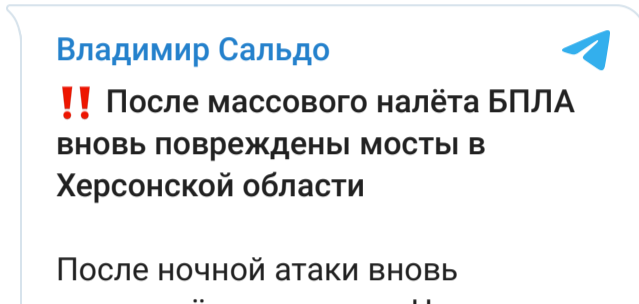 Владимир Сальдо
‼️ После массового налёта БПЛА
вновь повреждены мосты в
Херсонской области
После ночной атаки вновь